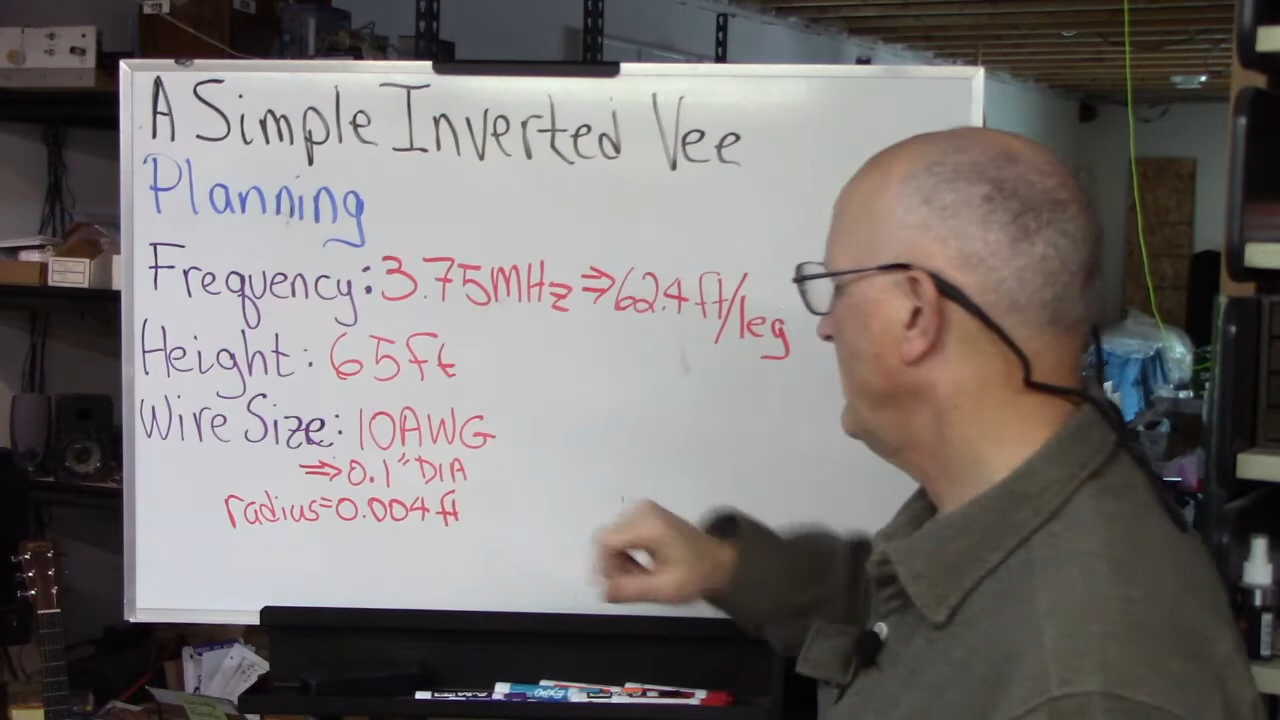 A Simple Inverted Vee
Planning
Frequency: 3.75MHz ⇒ 62.4 ft/leg
Height: 65ft
Wire Size: 10AWG
⇒ 0.1" DIA
radius=0.004 ft
EXPO